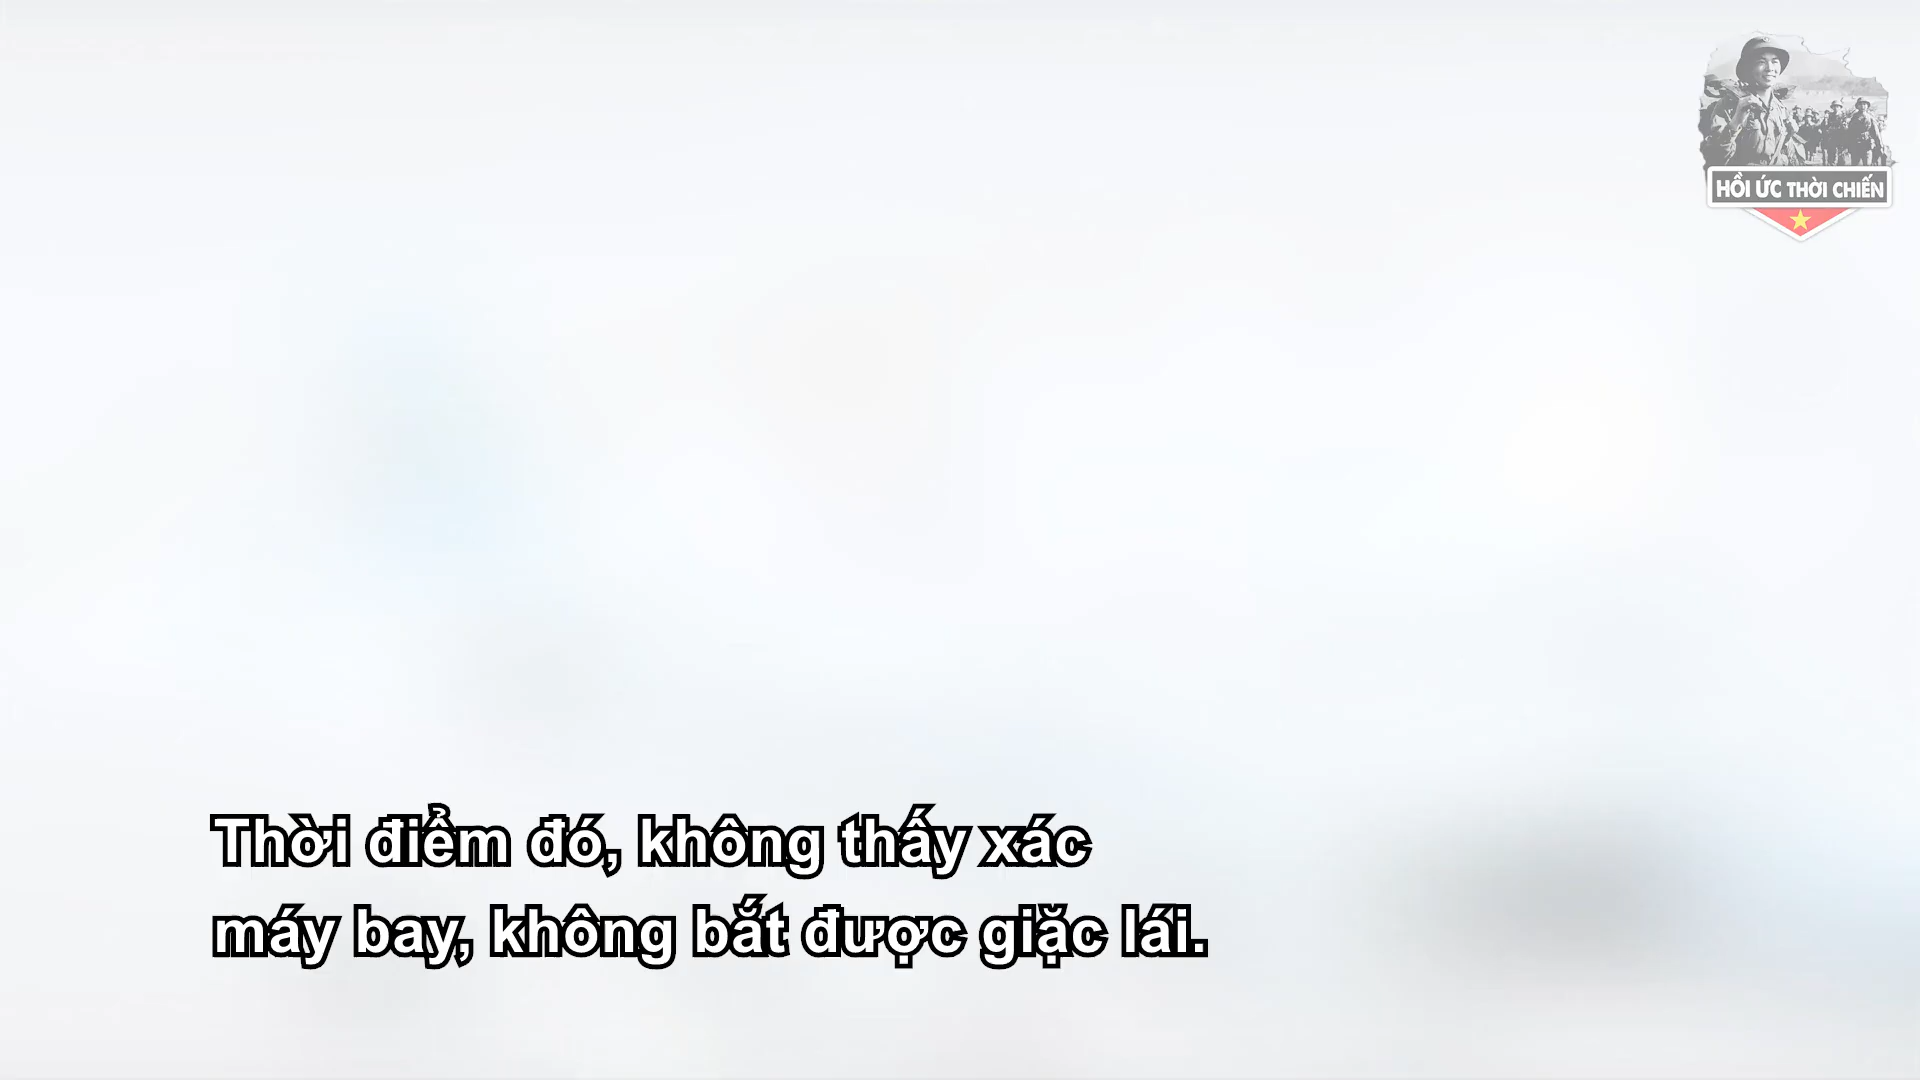 HỒI ỨC THỜI CHIẾN
Thời điểm đó, không thấy xác
máy bay, không bắt được giặc lái.